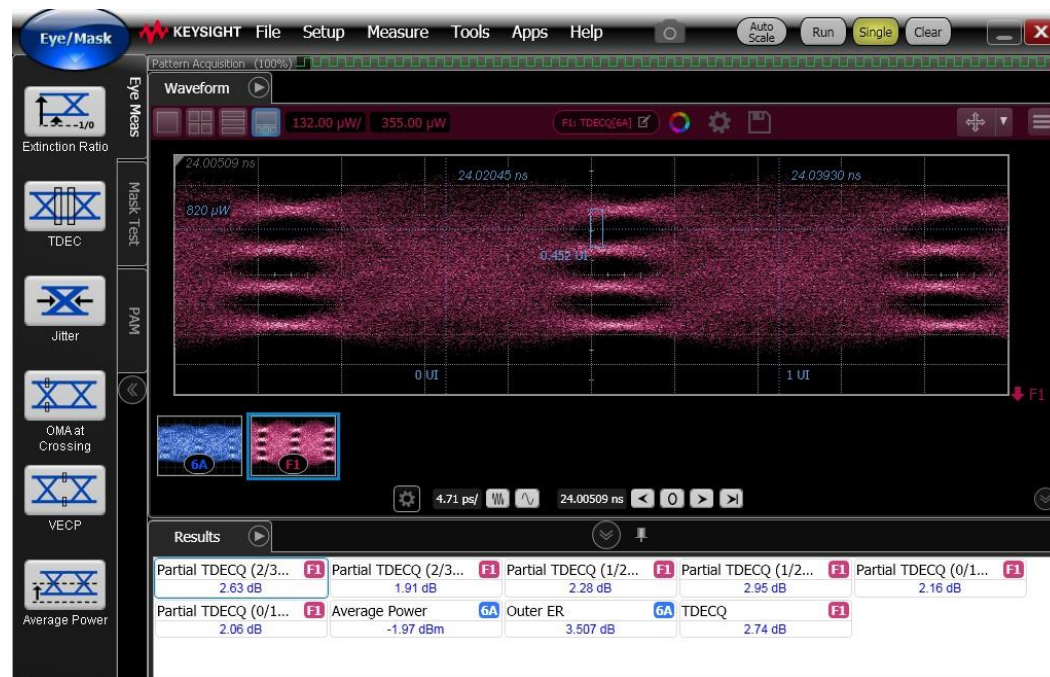 Eye/Mask
KEYSIGHT File Setup Measure Tools Apps Help
Auto Scale
Run
Single
Clear
X
Pattern Acquisition (100%)
Waveform
Eye Meas
Mask Test
PAM
1/0
Extinction Ratio
TDEC
Jitter
OMA at
Crossing
VECP
Average Power
132.00 µW/ 355.00 µW
F1: TDECQ[6A]
24.00509 ns
24.02045 ns
24.03930 ns
820 µW
0.452 UI
0 UI
1 UI
F1
6A
F1
4.71 ps/
24.00509 ns
0
Results
Partial TDECQ (2/3... F1 Partial TDECQ (2/3... F1 Partial TDECQ (1/2... F1 Partial TDECQ (1/2... F1 Partial TDECQ (0/1... F1
2.63 dB 1.91 dB 2.28 dB 2.95 dB 2.16 dB
Partial TDECQ (0/1... F1 Average Power 6A Outer ER 6A TDECQ F1
2.06 dB -1.97 dBm 3.507 dB 2.74 dB